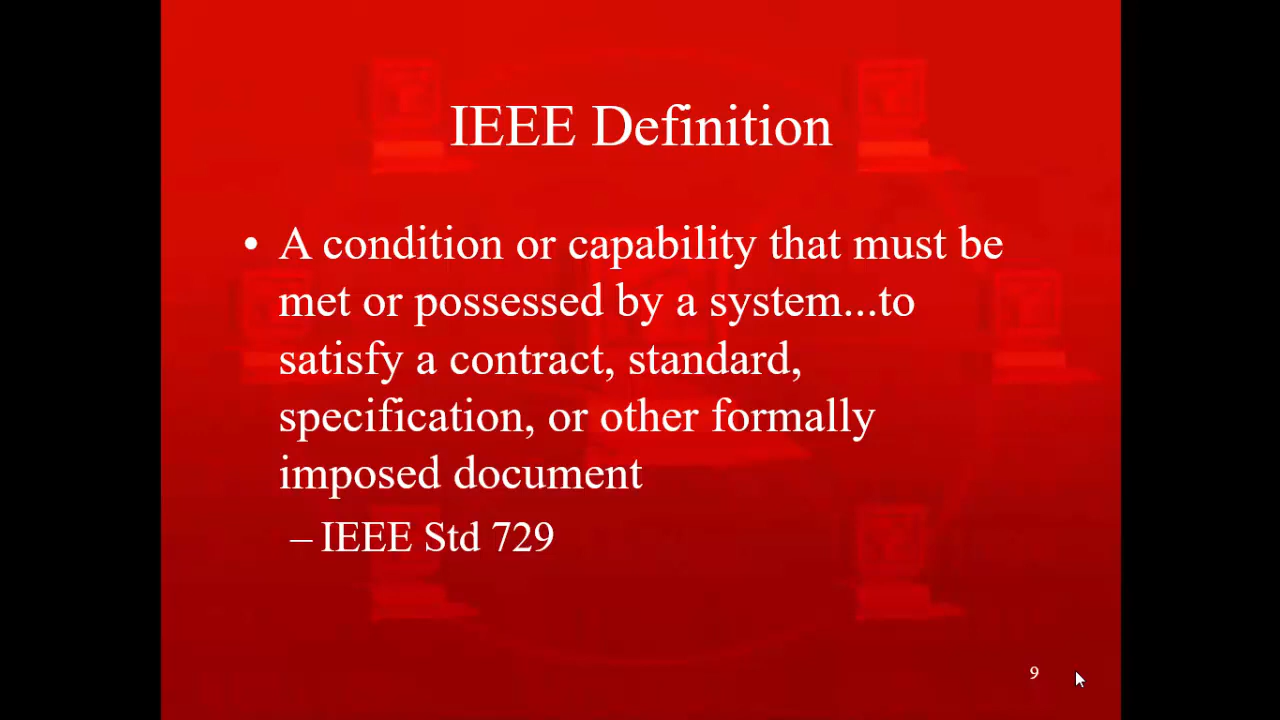 IEEE Definition
• A condition or capability that must be
met or possessed by a system...to
satisfy a contract, standard,
specification, or other formally
imposed document
– IEEE Std 729
9